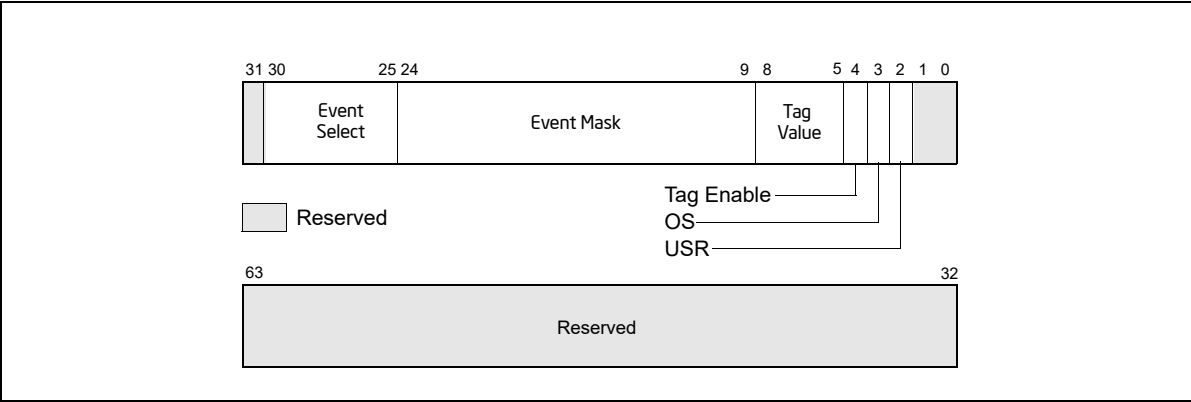 31 30 25 24 9 8 5 4 3 2 1 0
Event
Select
Event Mask
Tag
Value
Tag Enable
OS
USR
Reserved
63 32
Reserved